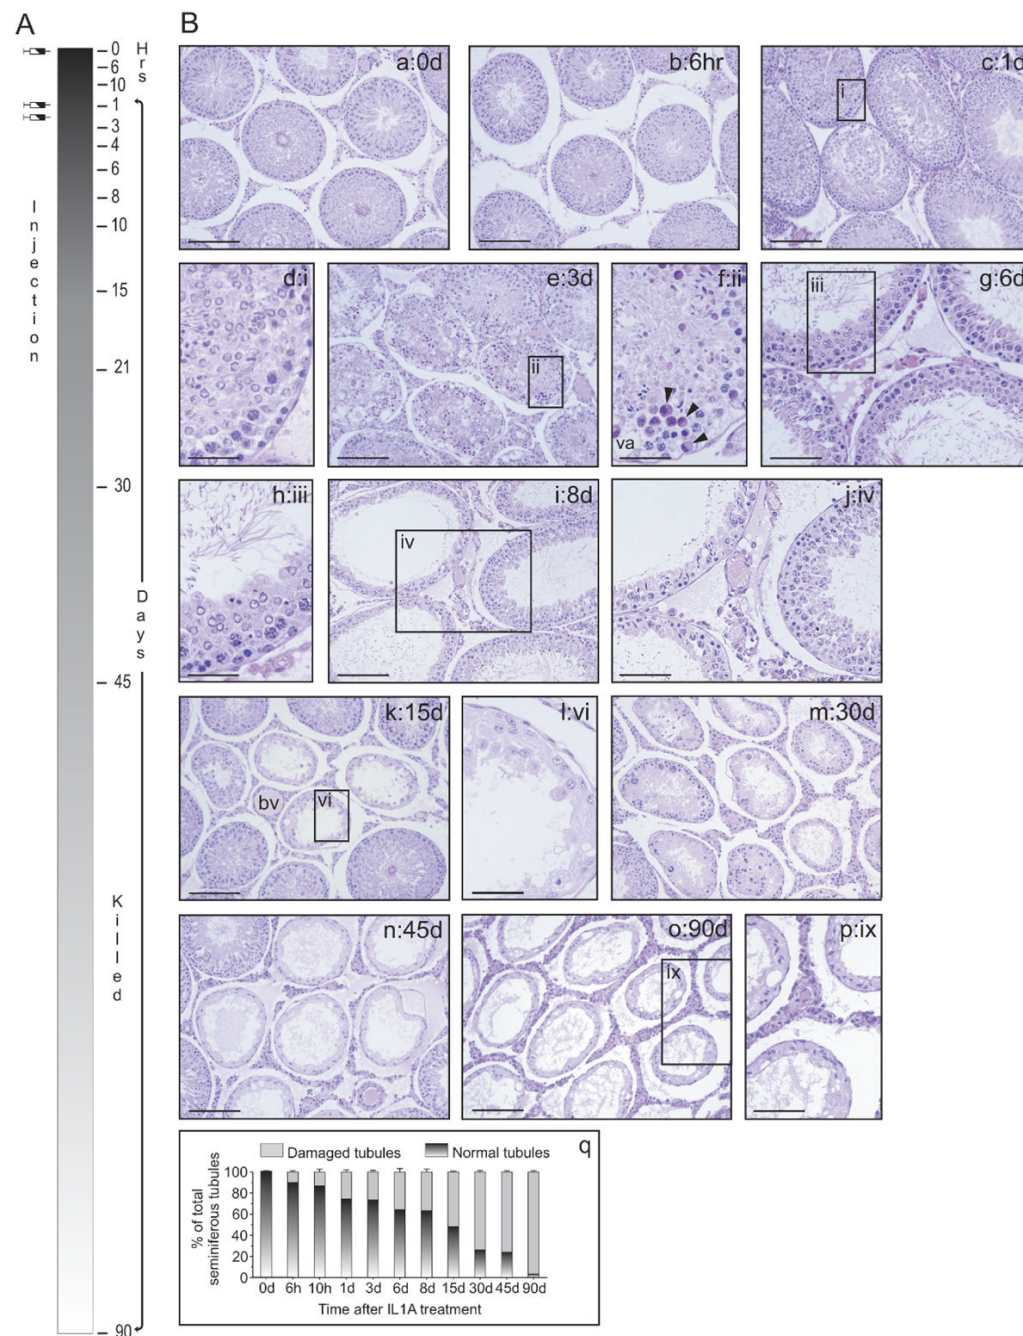 A
B
0
6
10
1
3
4
6
8
10
15
21
30
45
90
Hrs
Days
Injection
Killed
a:0d
b:6hr
c:1d
i
d:i
e:3d
ii
f:ii
va
g:6d
iii
h:iii
i:8d
iv
j:iv
k:15d
bv
vi
l:vi
m:30d
n:45d
o:90d
ix
p:ix
q
Damaged tubules
Normal tubules
% of total
seminiferous tubules
100
80
60
40
20
0
0d 6h 10h 1d 3d 6d 8d 15d 30d 45d 90d
Time after IL1A treatment